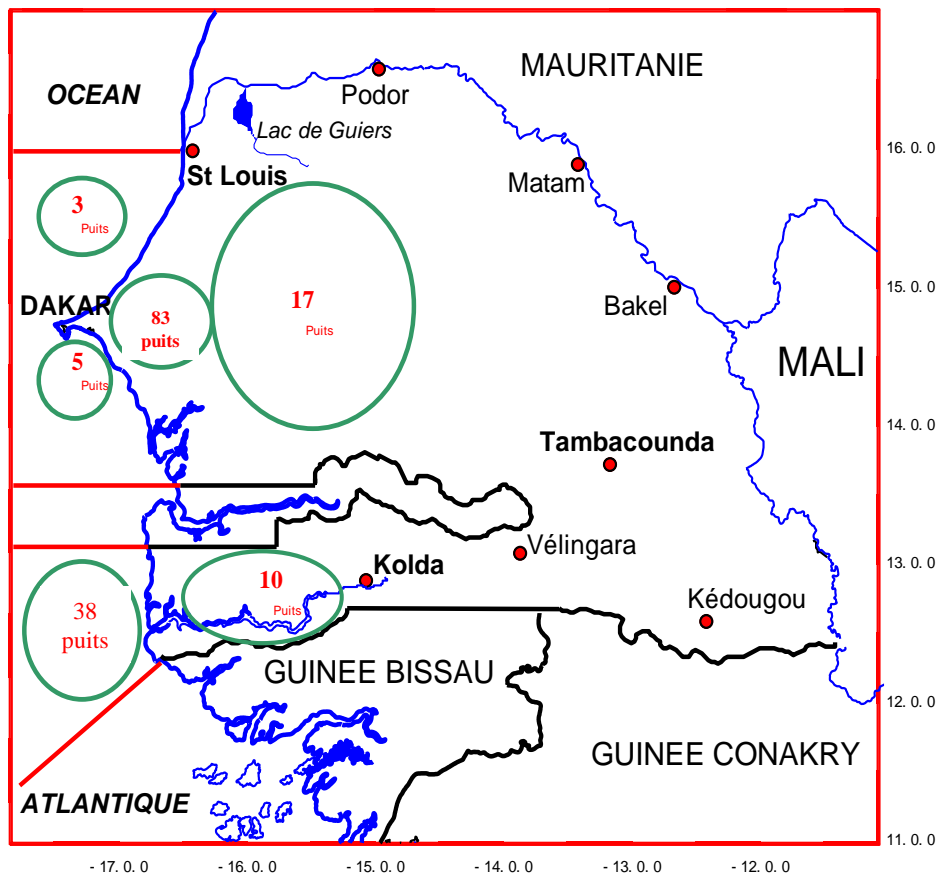 MAURITANIE
OCEAN
Podor
Lac de Guiers
16. 0. 0
St Louis
Matam
3
Puits
15. 0. 0
DAKAR
83
puits
17
Puits
Bakel
5
Puits
MALI
14. 0. 0
Tambacounda
Vélingara
13. 0. 0
Kolda
10
Puits
Kédougou
38
puits
GUINEE BISSAU
12. 0. 0
GUINEE CONAKRY
ATLANTIQUE
11. 0. 0
- 17. 0. 0 - 16. 0. 0 - 15. 0. 0 - 14. 0. 0 - 13. 0. 0 - 12. 0. 0